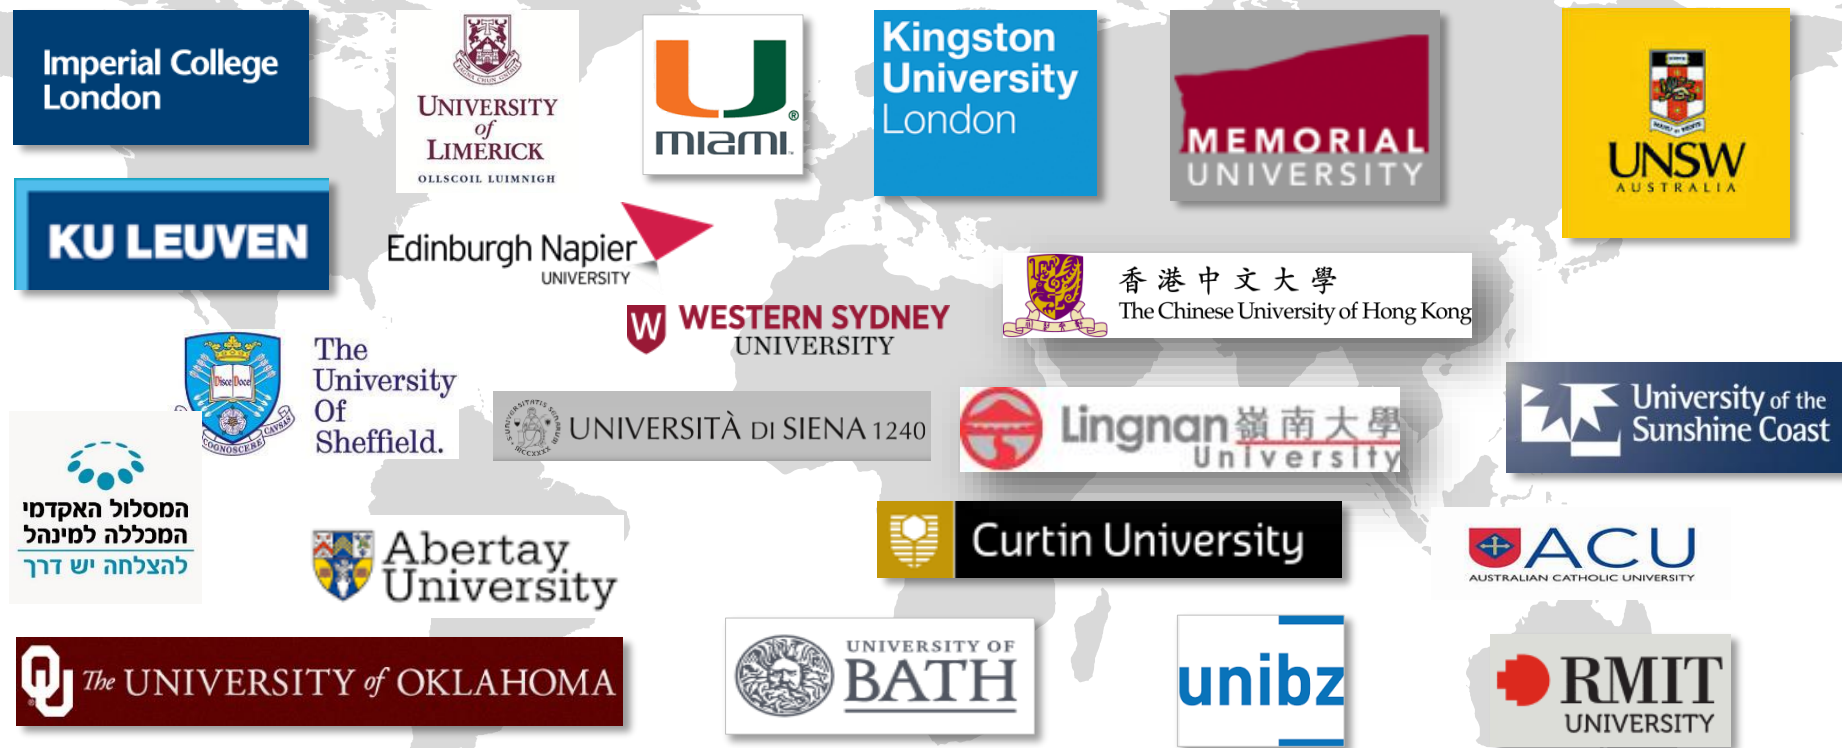 Imperial College
London
UNIVERSITY
of
LIMERICK
OLLSCOIL LUIMNIGH
MIAMI
Kingston
University
London
MEMORIAL
UNIVERSITY
UNSW
AUSTRALIA
KU LEUVEN
Edinburgh Napier
UNIVERSITY
W WESTERN SYDNEY
UNIVERSITY
香港中文大學
The Chinese University of Hong Kong
Disce Doce
The
University
Of
Sheffield.
UNIVERSITÀ DI SIENA 1240
Lingnan 嶺南大學
University
University of the
Sunshine Coast
המסלול האקדמי
המכללה למינהל
להצלחה יש דרך
Abertay
University
Curtin University
ACU
AUSTRALIAN CATHOLIC UNIVERSITY
The UNIVERSITY of OKLAHOMA
UNIVERSITY OF
BATH
unibz
RMIT
UNIVERSITY